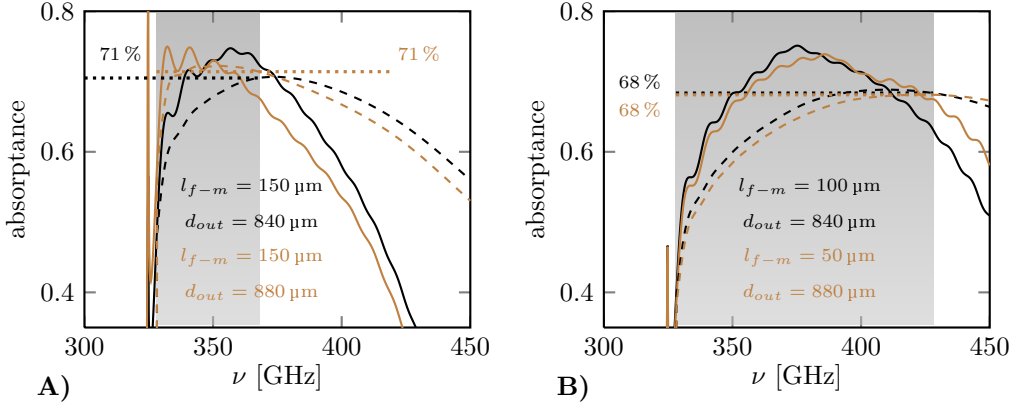 0.8
0.6
0.4
absorptance
71 %
71 %
l_{f−m} = 150 µm
d_{out} = 840 µm
l_{f−m} = 150 µm
d_{out} = 880 µm
300 350 400 450
ν [GHz]
A)
0.8
0.6
0.4
absorptance
68 %
68 %
l_{f−m} = 100 µm
d_{out} = 840 µm
l_{f−m} = 50 µm
d_{out} = 880 µm
300 350 400 450
ν [GHz]
B)